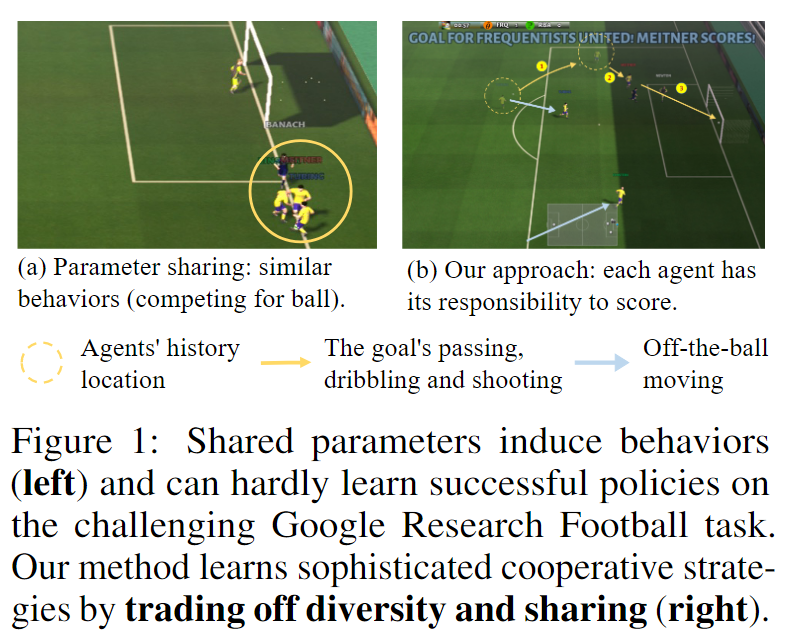 BANACH
GOAL FOR FREQUENTISTS UNITED! MEITNER SCORES!
1
2
3
(a) Parameter sharing: similar
behaviors (competing for ball).
(b) Our approach: each agent has
its responsibility to score.
Agents' history
location
The goal's passing,
dribbling and shooting
Off-the-ball
moving
Figure 1: Shared parameters induce behaviors
(left) and can hardly learn successful policies on
the challenging Google Research Football task.
Our method learns sophisticated cooperative strate-
gies by trading off diversity and sharing (right).